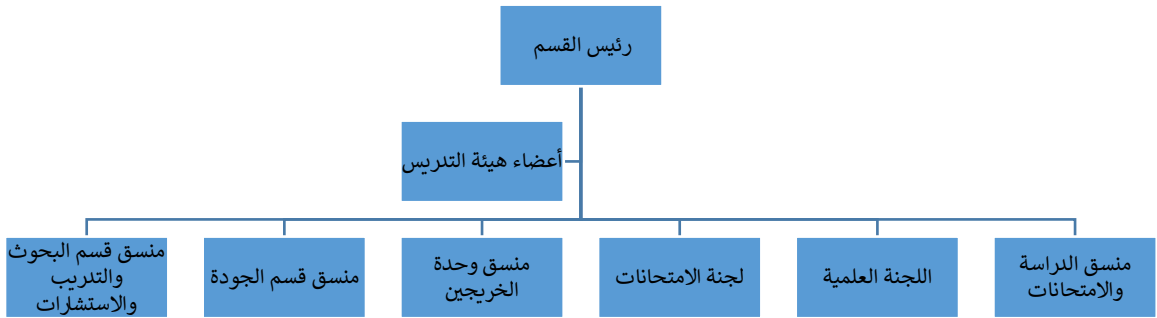 رئيس القسم
أعضاء هيئة التدريس
منسق الدراسة
والامتحانات
اللجنة العلمية
لجنة الامتحانات
منسق وحدة
الخريجين
منسق قسم الجودة
منسق قسم البحوث
والتدريب
والاستشارات